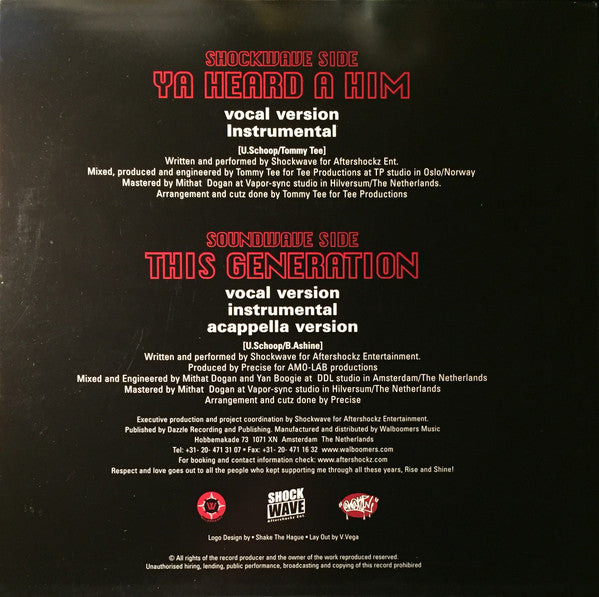 SHOCKWAVE SIDE
YA HEARD A HIM
vocal version
Instrumental
[U.Schoop/Tommy Tee]
Written and performed by Shockwave for Aftershockz Ent.
Mixed, produced and engineered by Tommy Tee for Tee Productions at TP studio in Oslo/Norway
Mastered by Mithat Dogan at Vapor-sync studio in Hilversum/The Netherlands.
Arrangement and cutz done by Tommy Tee for Tee Productions
SOUNDWAVE SIDE
THIS GENERATION
vocal version
instrumental
acappella version
[U.Schoop/B.Ashine]
Written and performed by Shockwave for Aftershockz Entertainment.
Produced by Precise for AMO-LAB productions
Mixed and Engineered by Mithat Dogan and Yan Boogie at DDL studio in Amsterdam/The Netherlands
Mastered by Mithat Dogan at Vapor-sync studio in Hilversum/The Netherlands
Arrangement and cutz done by Precise
Executive production and project coordination by Shockwave for Aftershockz Entertainment.
Published by Dazzle Recording and Publishing. Manufactured and distributed by Walboomers Music
Hobbemakade 73 1071 XN Amsterdam The Netherlands
Tel: +31- 20- 471 31 07 • Fax: +31- 20- 471 16 32 www.walboomers.com
For booking and contact information check: www.aftershockz.com
Respect and love goes out to all the people who kept supporting me through all these years, Rise and Shine!
SHOCK
WAVE
Aftershockz Ent.
Logo Design by • Shake The Hague • Lay Out by V.Vega
© All rights of the record producer and the owner of the work reproduced reserved.
Unauthorised hiring, lending, public performance, broadcasting and copying of this record prohibited